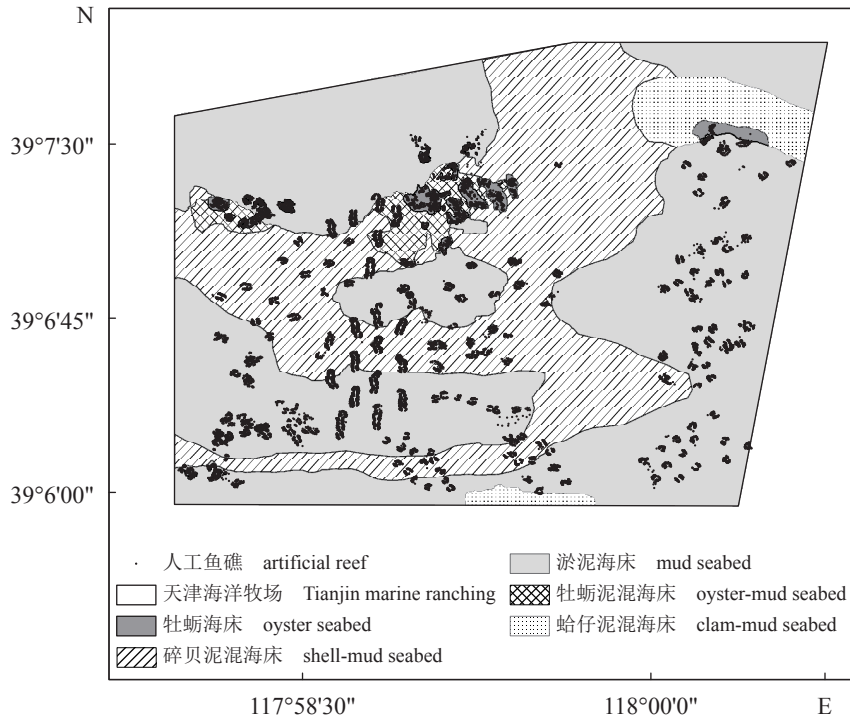 N
39°7'30"
39°6'45"
39°6'00"
人工鱼礁 artificial reef
淤泥海床 mud seabed
天津海洋牧场 Tianjin marine ranching
牡蛎泥混海床 oyster-mud seabed
牡蛎海床 oyster seabed
蛤仔泥混海床 clam-mud seabed
碎贝泥混海床 shell-mud seabed
117°58'30" 118°00'0" E